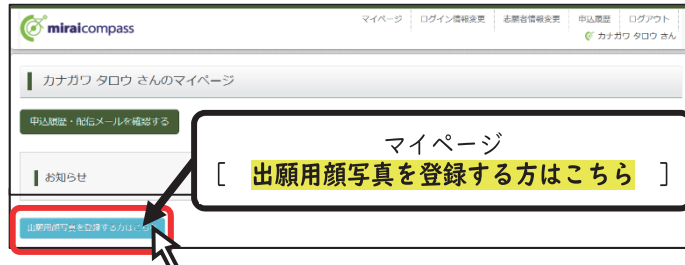 miraicompass
マイページ ログイン情報変更 志願者情報変更 申込履歴 ログアウト
カナガワ タロウ さん
カナガワ タロウ さんのマイページ
申込履歴・配信メールを確認する
マイページ
[ 出願用顔写真を登録する方はこちら ]
お知らせ
出願用顔写真を登録する方はこちら